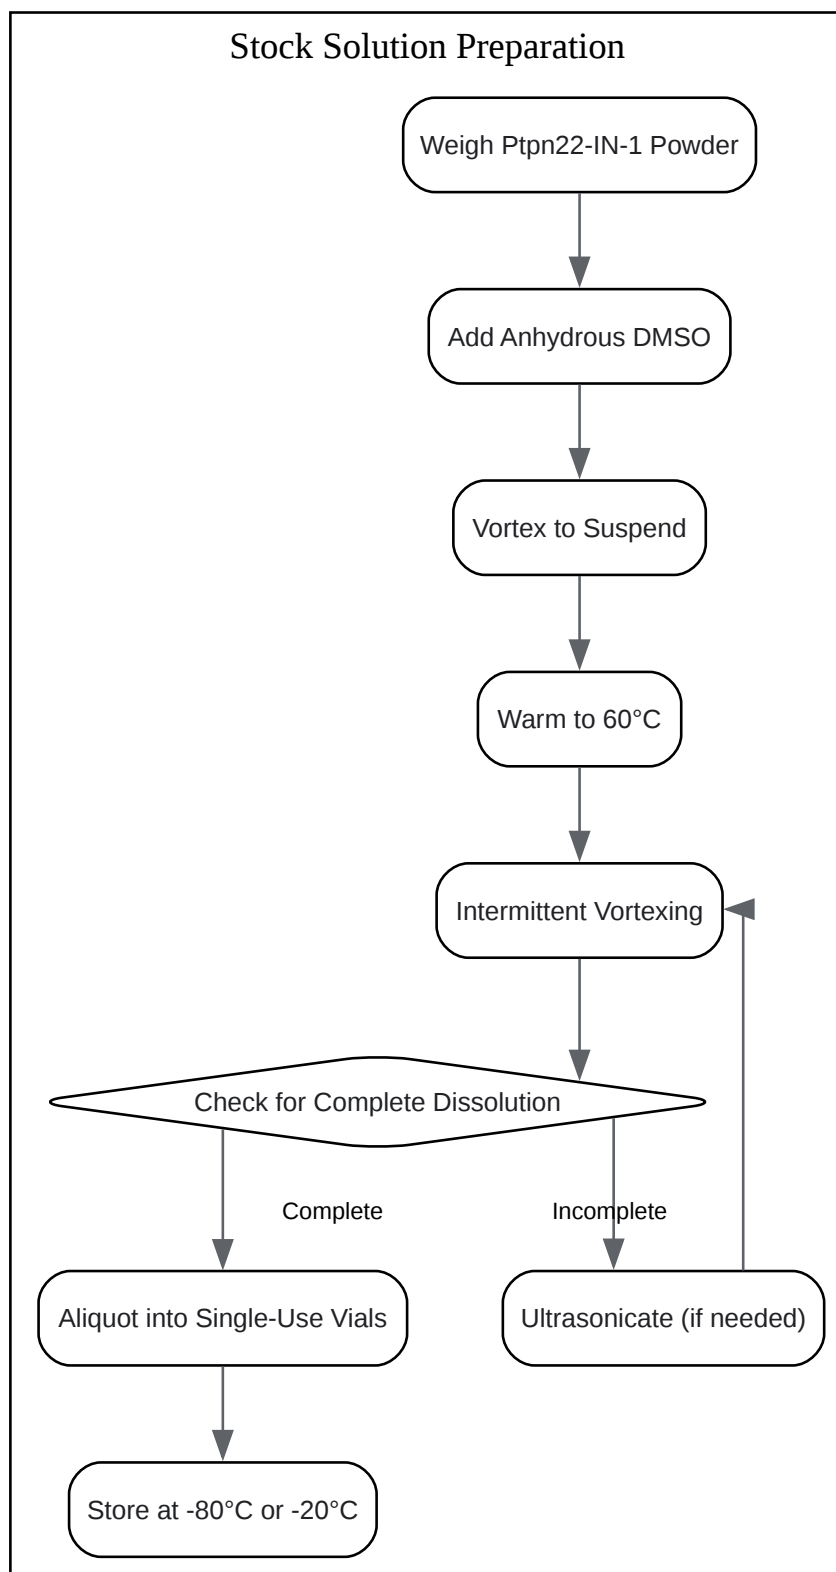 Stock Solution Preparation
Weigh Ptpn22-IN-1 Powder
Add Anhydrous DMSO
Vortex to Suspend
Warm to 60°C
Intermittent Vortexing
Check for Complete Dissolution
Complete
Incomplete
Aliquot into Single-Use Vials
Ultrasonicate (if needed)
Store at -80°C or -20°C